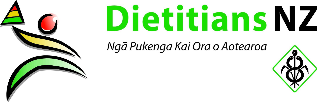 Dietitians NZ
Ngā Pukenga Kai Ora o Aotearoa